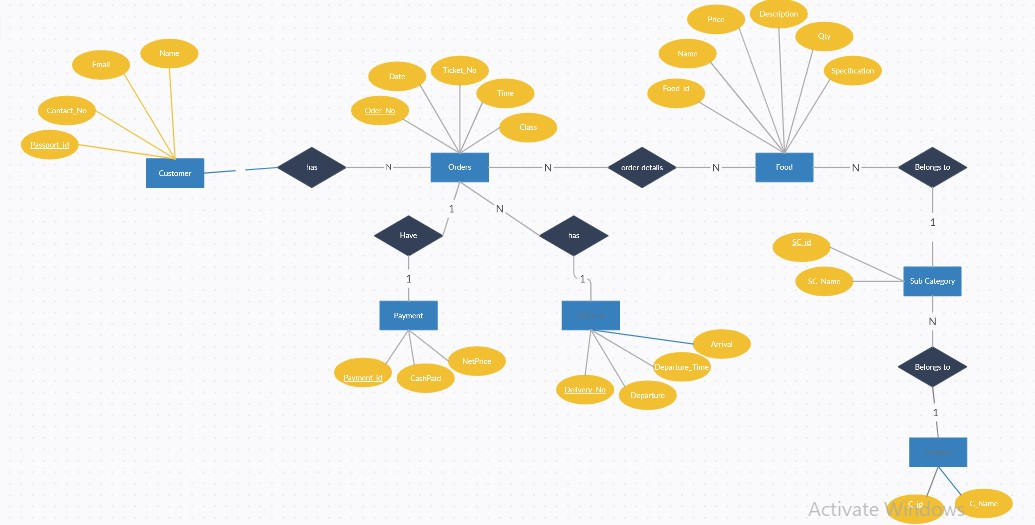 Price
Description
Qty
Name
Specification
Food_id
Name
Email
Contact_No
Passport_id
Date
Ticket_No
Time
Oder_No
Class
Customer
has
N
Orders
N
order details
N
Food
N
Belongs to
1
N
1
Have
has
1
1
SC_id
SC_Name
Sub Category
Payment
N
Payment_id
CashPaid
NetPrice
Arrival
Departure_Time
Delivery_No
Departure
Belongs to
1
C_id
C_Name
Activate Windows